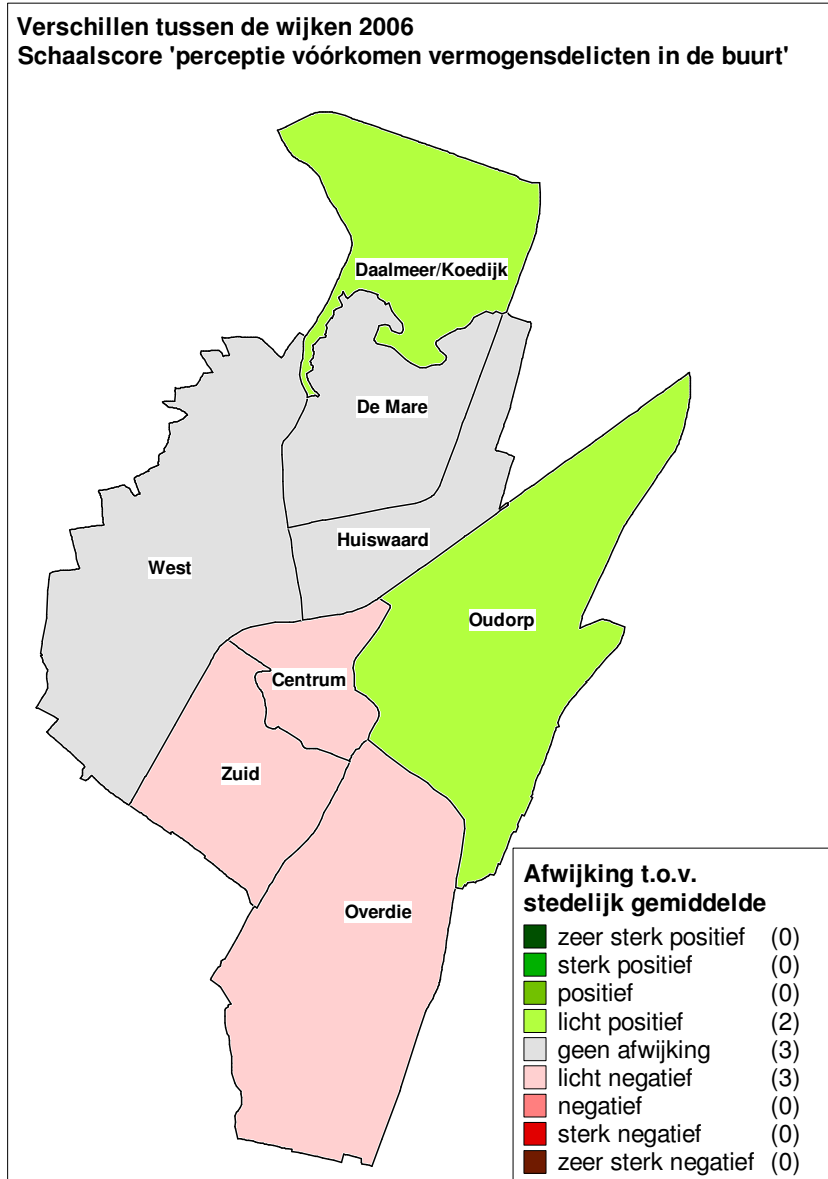 Verschillen tussen de wijken 2006
Schaalscore 'perceptie vóórkomen vermogensdelicten in de buurt'
Daalmeer/Koedijk
De Mare
Huiswaard
West
Oudorp
Centrum
Zuid
Overdie
Afwijking t.o.v.
stedelijk gemiddelde
zeer sterk positief (0)
sterk positief (0)
positief (0)
licht positief (2)
geen afwijking (3)
licht negatief (3)
negatief (0)
sterk negatief (0)
zeer sterk negatief (0)